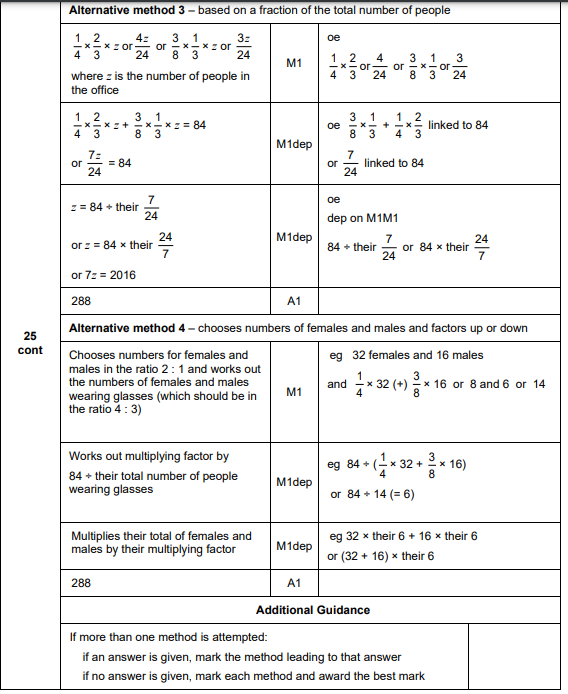 Alternative method 3 – based on a fraction of the total number of people
1/4 × 2/3 × z or 4z/24 or 3/8 × 1/3 × z or 3z/24
where z is the number of people in
the office
M1
oe
1/4 × 2/3 or 4/24 or 3/8 × 1/3 or 3/24
1/4 × 2/3 × z + 3/8 × 1/3 × z = 84
or 7z/24 = 84
M1dep
oe 3/8 × 1/3 + 1/4 × 2/3 linked to 84
or 7/24 linked to 84
z = 84 ÷ their 7/24
or z = 84 × their 24/7
or 7z = 2016
M1dep
oe
dep on M1M1
84 ÷ their 7/24 or 84 × their 24/7
288
A1
25
cont
Alternative method 4 – chooses numbers of females and males and factors up or down
Chooses numbers for females and
males in the ratio 2 : 1 and works out
the numbers of females and males
wearing glasses (which should be in
the ratio 4 : 3)
M1
eg 32 females and 16 males
and 1/4 × 32 (+) 3/8 × 16 or 8 and 6 or 14
Works out multiplying factor by
84 ÷ their total number of people
wearing glasses
M1dep
eg 84 ÷ (1/4 × 32 + 3/8 × 16)
or 84 ÷ 14 (= 6)
Multiplies their total of females and
males by their multiplying factor
M1dep
eg 32 × their 6 + 16 × their 6
or (32 + 16) × their 6
288
A1
Additional Guidance
If more than one method is attempted:
if an answer is given, mark the method leading to that answer
if no answer is given, mark each method and award the best mark